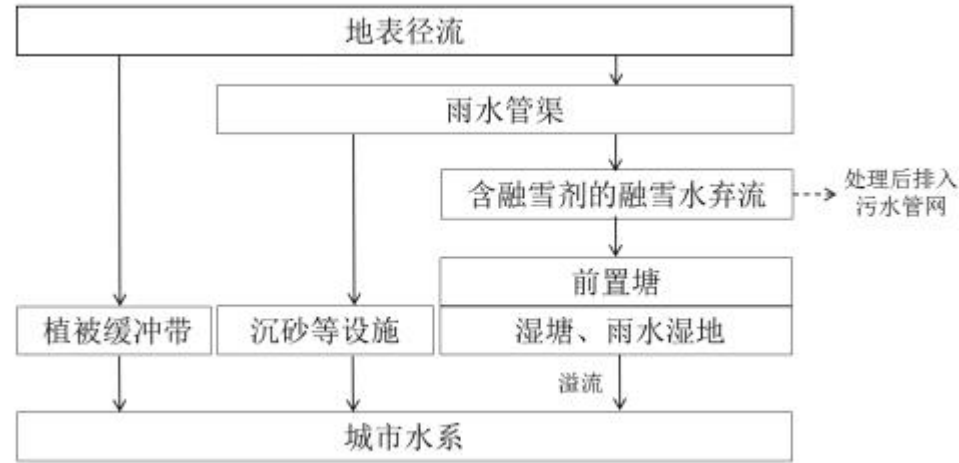 地表径流
雨水管渠
含融雪剂的融雪水弃流
处理后排入
污水管网
前置塘
植被缓冲带
沉砂等设施
湿塘、雨水湿地
溢流
城市水系